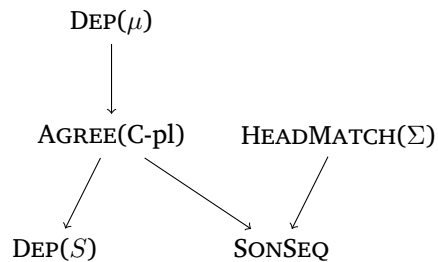 DEP(μ)
AGREE(C-pl) HEADMATCH(Σ)
DEP(S) SONSEQ